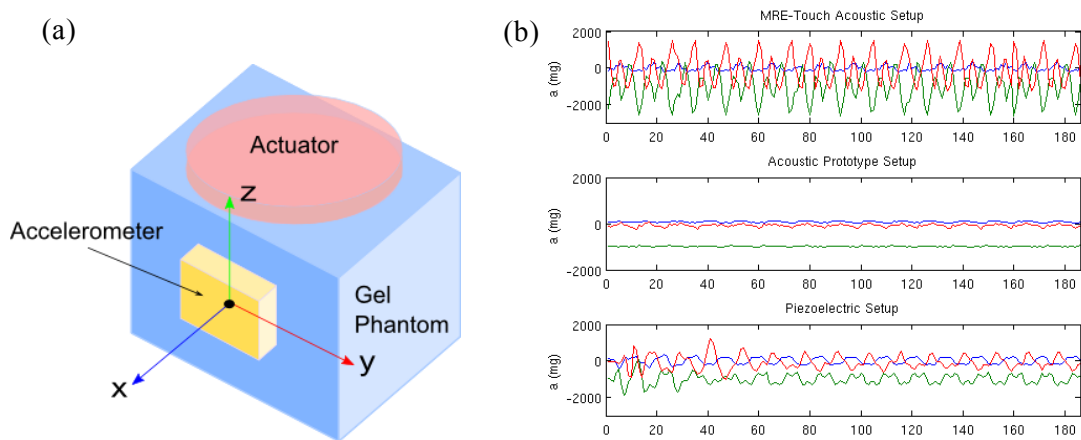 (a)
Actuator
z
Accelerometer
Gel
Phantom
x
y
(b)
MRE-Touch Acoustic Setup
2000
0
-2000
a (mg)
0 20 40 60 80 100 120 140 160 180
Acoustic Prototype Setup
2000
0
-2000
a (mg)
0 20 40 60 80 100 120 140 160 180
Piezoelectric Setup
2000
0
-2000
a (mg)
0 20 40 60 80 100 120 140 160 180